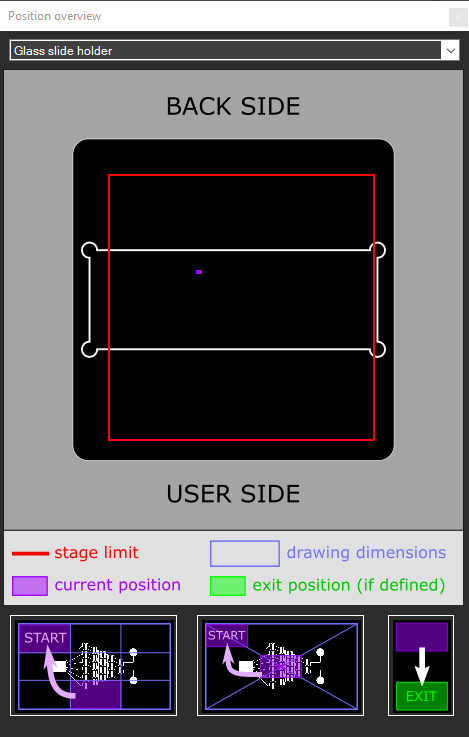 Position overview
x
Glass slide holder
BACK SIDE
USER SIDE
stage limit
drawing dimensions
current position
exit position (if defined)
START
START
EXIT